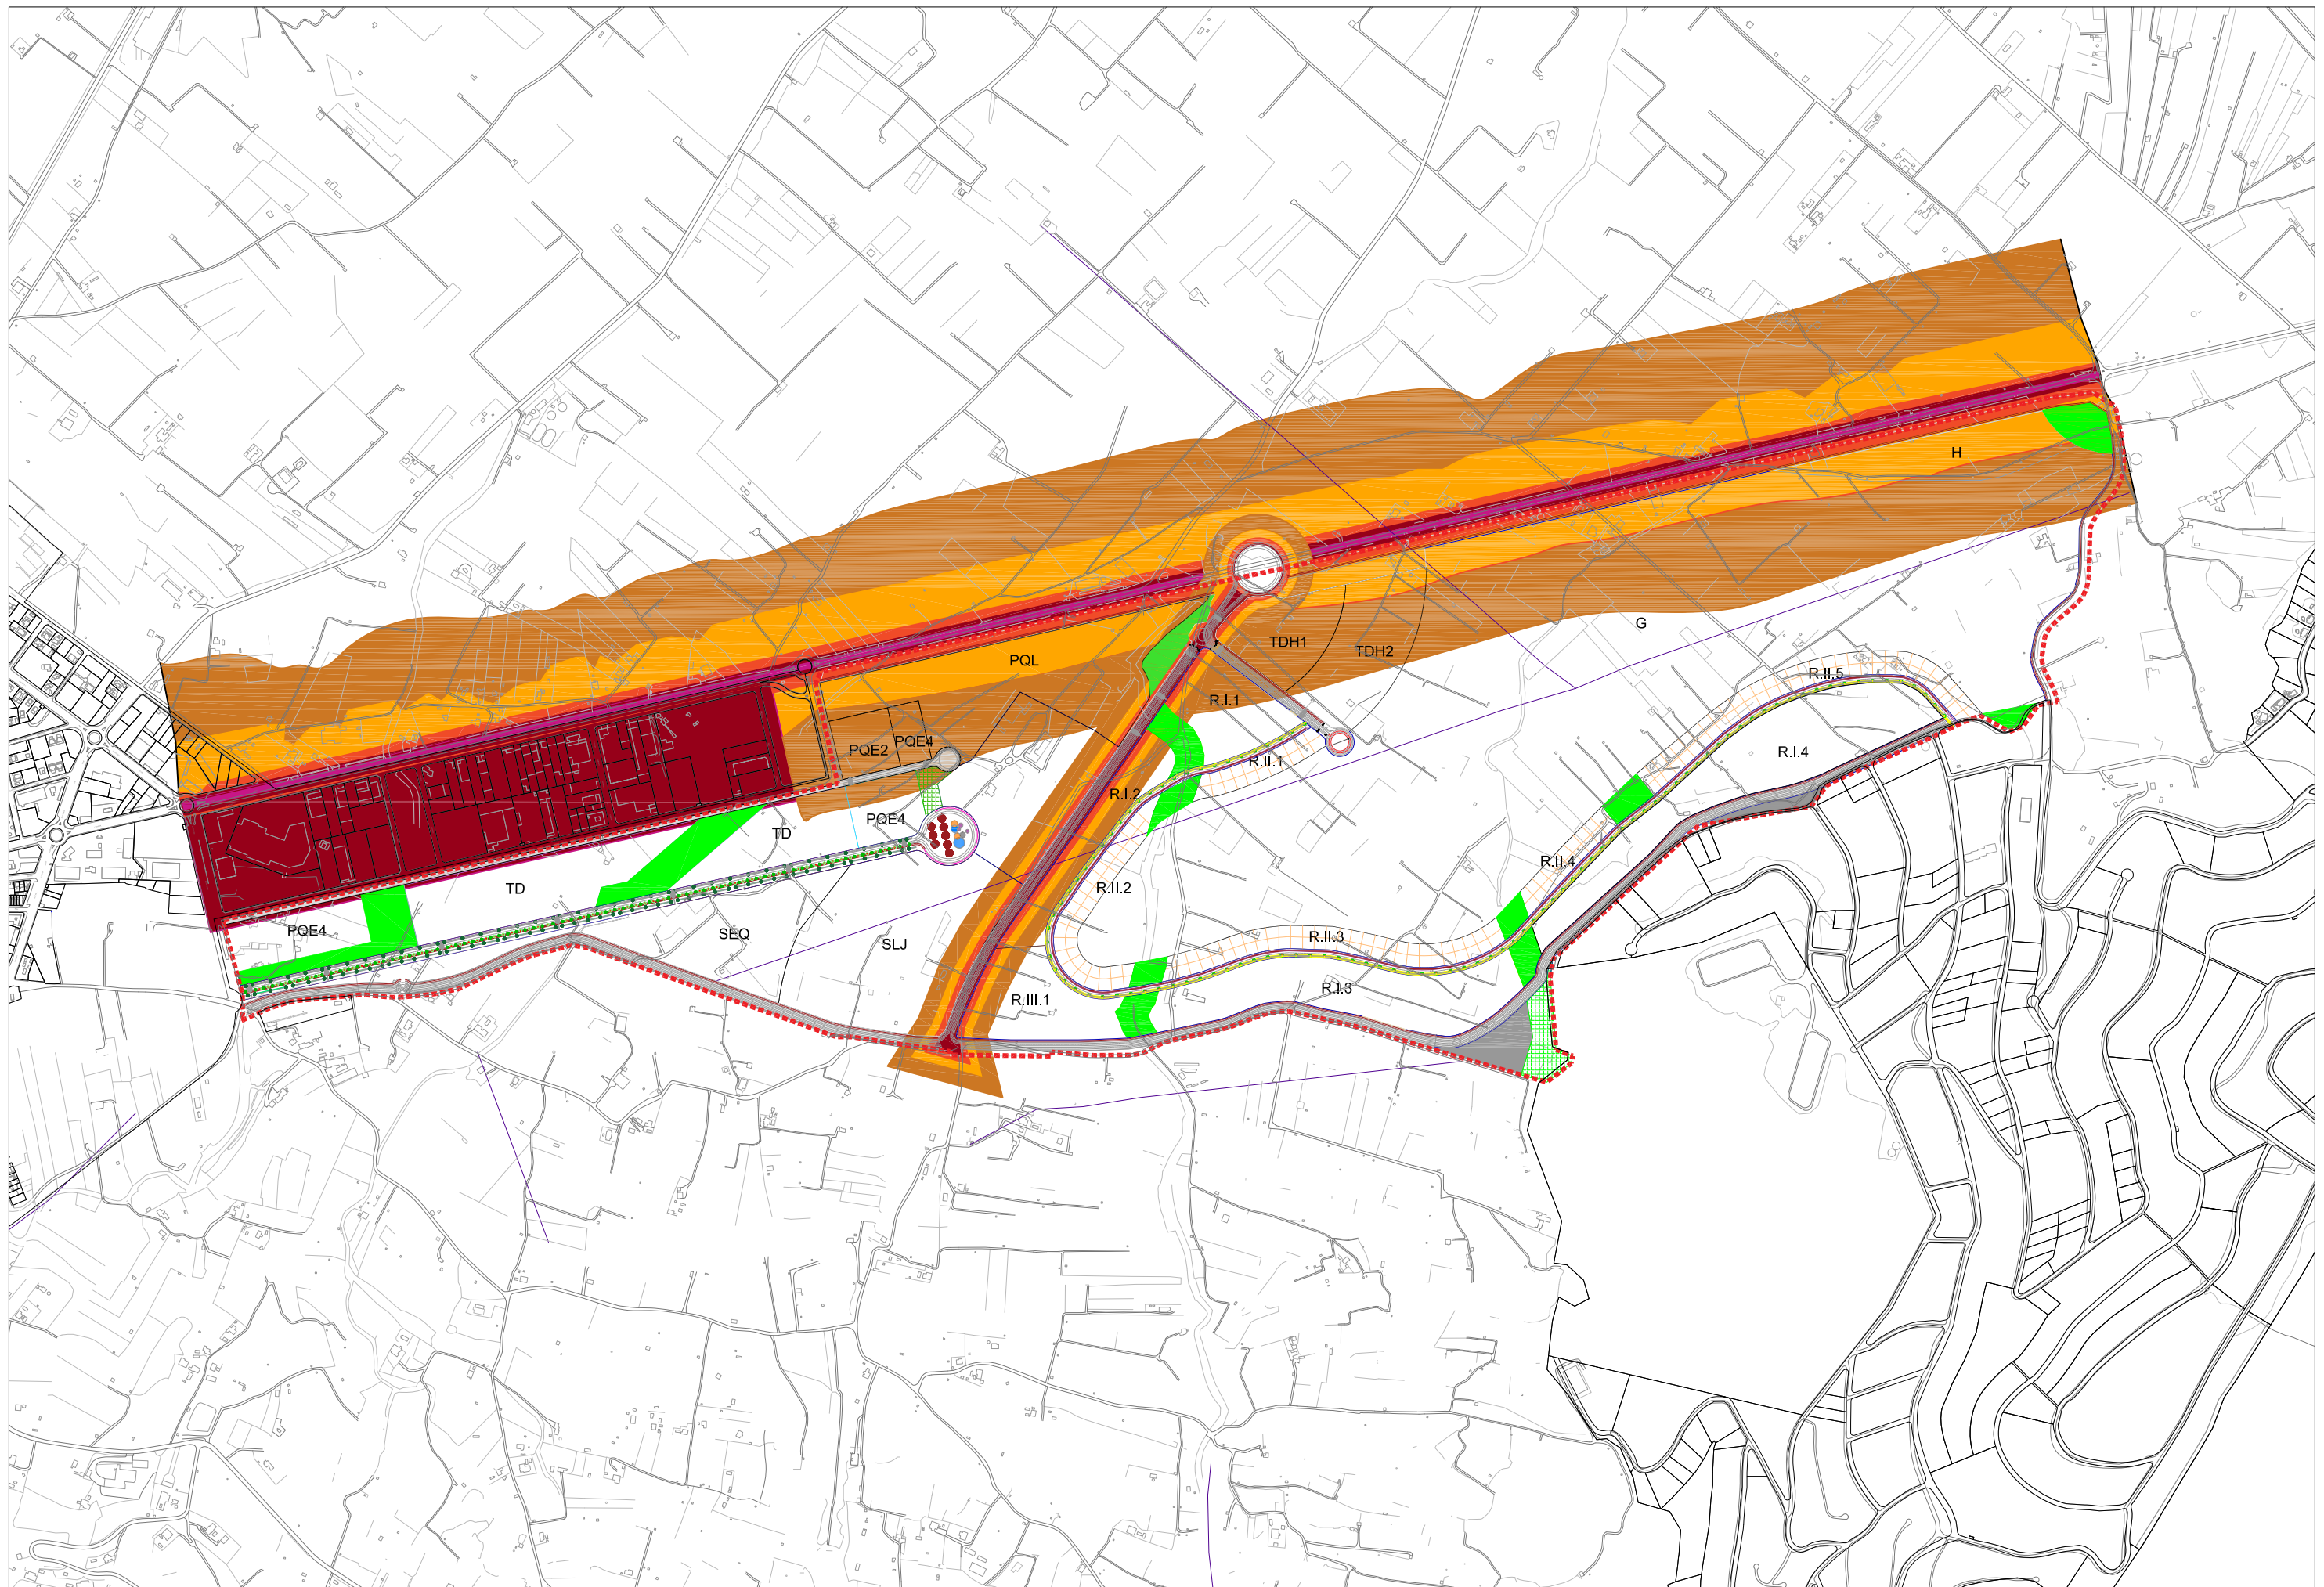 H
G
TDH1
TDH2
PQL
R.II.5
R.I.1
PQE2
PQE4
R.I.4
R.II.1
R.I.2
PQE4
TD
R.II.4
TD
R.II.2
PQE4
SEQ
R.II.3
SLJ
R.I.3
R.III.1